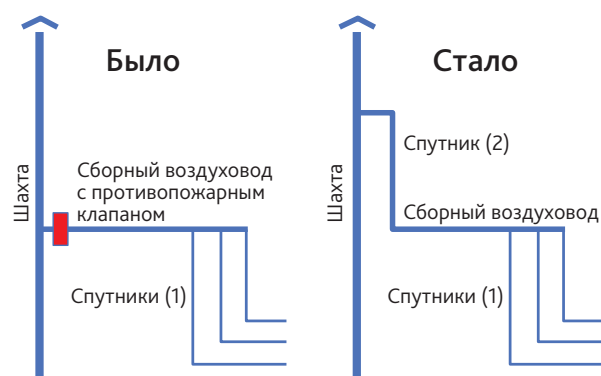 Было
Шахта
Сборный воздуховод
с противопожарным
клапаном
Спутники (1)
Стало
Шахта
Спутник (2)
Сборный воздуховод
Спутники (1)